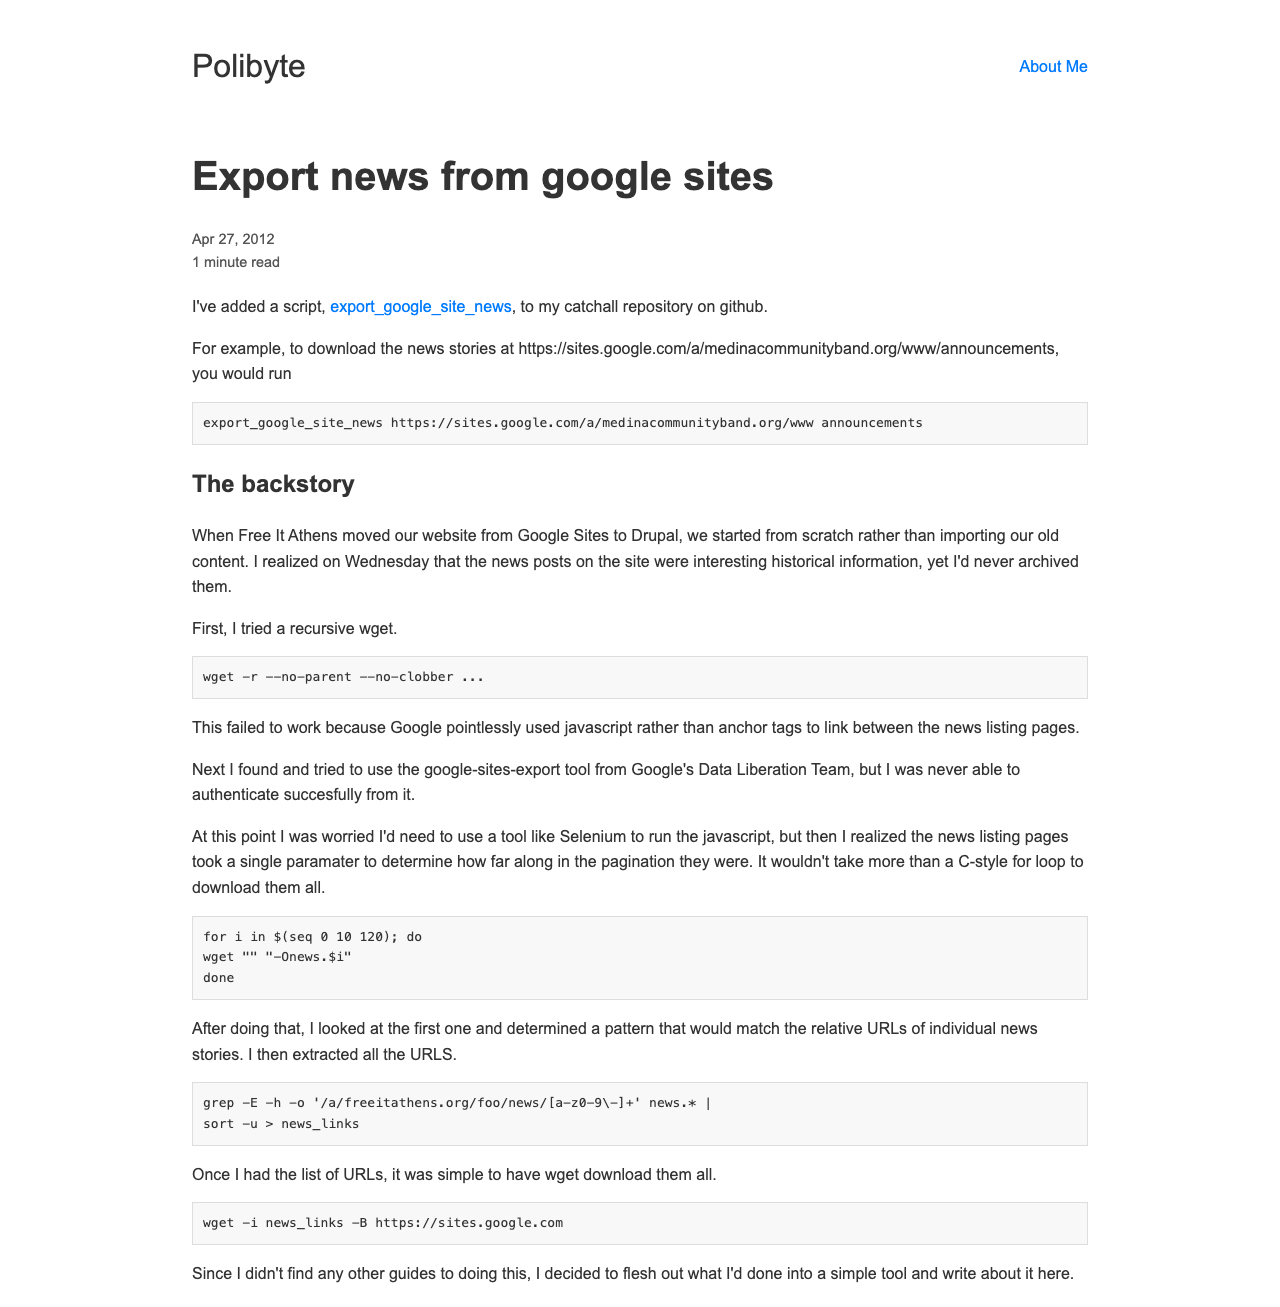 Polibyte
About Me
Export news from google sites
Apr 27, 2012
1 minute read
I've added a script, export_google_site_news, to my catchall repository on github.
For example, to download the news stories at https://sites.google.com/a/medinacommunityband.org/www/announcements,
you would run
export_google_site_news https://sites.google.com/a/medinacommunityband.org/www announcements
The backstory
When Free It Athens moved our website from Google Sites to Drupal, we started from scratch rather than importing our old
content. I realized on Wednesday that the news posts on the site were interesting historical information, yet I'd never archived
them.
First, I tried a recursive wget.
wget -r --no-parent --no-clobber ...
This failed to work because Google pointlessly used javascript rather than anchor tags to link between the news listing pages.
Next I found and tried to use the google-sites-export tool from Google's Data Liberation Team, but I was never able to
authenticate succesfully from it.
At this point I was worried I'd need to use a tool like Selenium to run the javascript, but then I realized the news listing pages
took a single paramater to determine how far along in the pagination they were. It wouldn't take more than a C-style for loop to
download them all.
for i in $(seq 0 10 120); do
wget "" "-Onews.$i"
done
After doing that, I looked at the first one and determined a pattern that would match the relative URLs of individual news
stories. I then extracted all the URLS.
grep -E -h -o '/a/freeitathens.org/foo/news/[a-z0-9\-]+' news.* |
sort -u > news_links
Once I had the list of URLs, it was simple to have wget download them all.
wget -i news_links -B https://sites.google.com
Since I didn't find any other guides to doing this, I decided to flesh out what I'd done into a simple tool and write about it here.